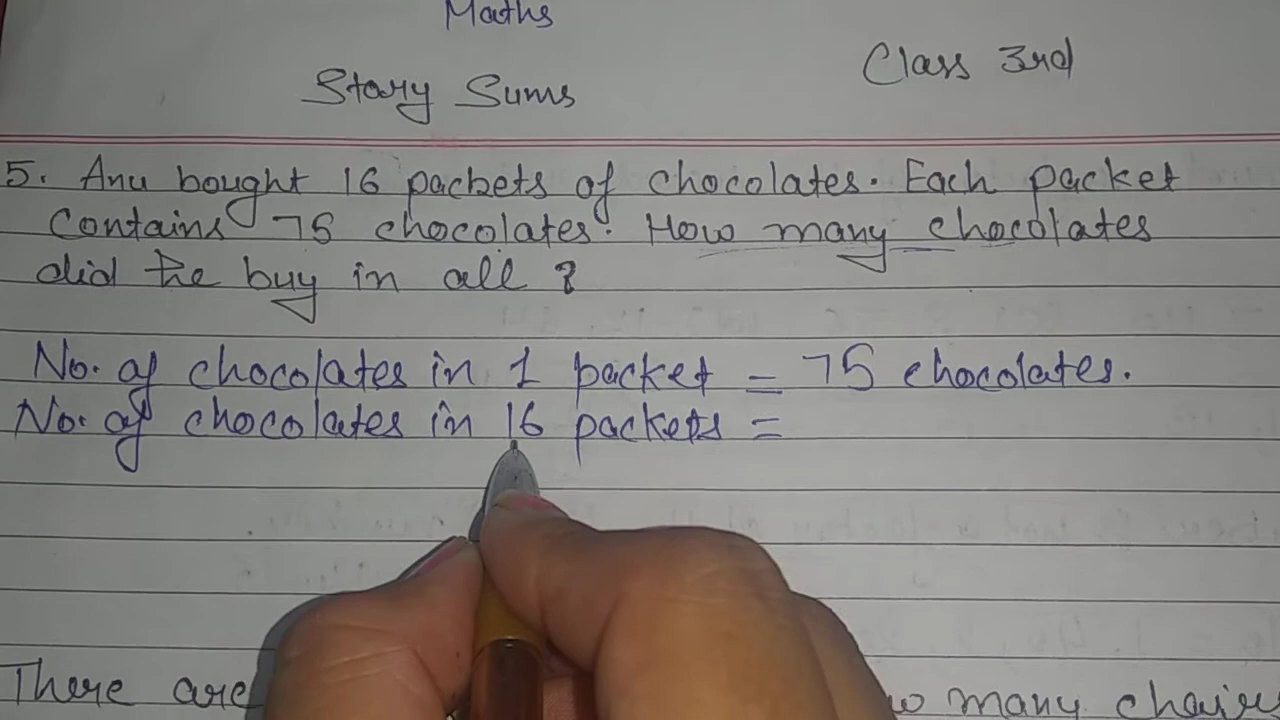 Maths
Story Sums
Class 3rd
5. Anu bought 16 packets of chocolates. Each packet
contains 75 chocolates. How many chocolates
did he buy in all ?
No. of chocolates in 1 packet = 75 chocolates.
No. of chocolates in 16 packets =
There are
many chairs